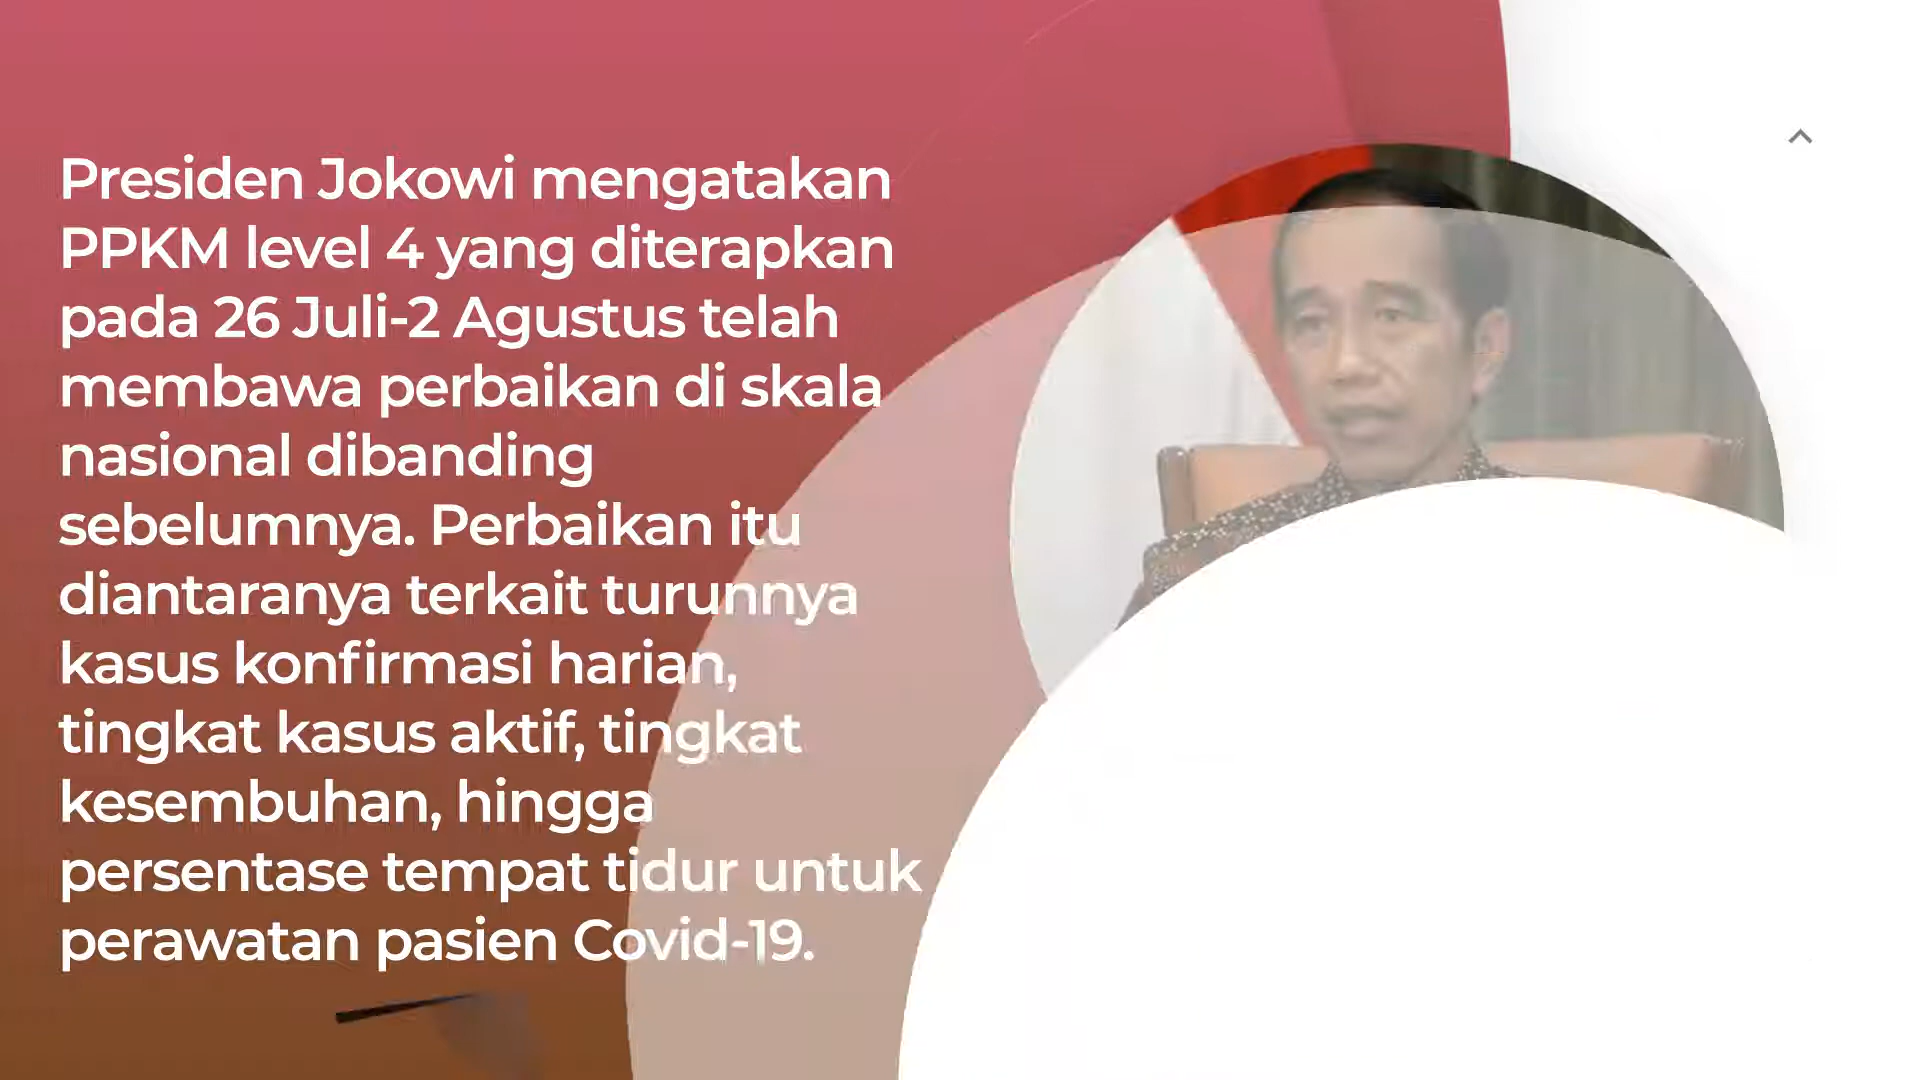 Presiden Jokowi mengatakan
PPKM level 4 yang diterapkan
pada 26 Juli-2 Agustus telah
membawa perbaikan di skala
nasional dibanding
sebelumnya. Perbaikan itu
diantaranya terkait turunnya
kasus konfirmasi harian,
tingkat kasus aktif, tingkat
kesembuhan, hingga
persentase tempat tidur untuk
perawatan pasien Covid-19.